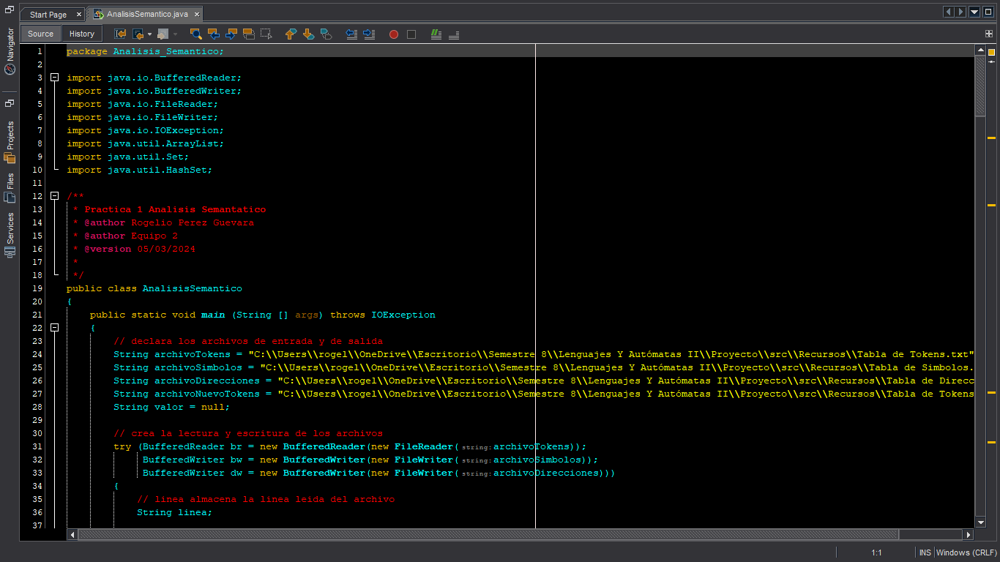 Start Page
AnalisisSemantico.java
Source
History
Navigator
Projects
Files
Services
1 package Analisis_Semantico;
2
3 import java.io.BufferedReader;
4 import java.io.BufferedWriter;
5 import java.io.FileReader;
6 import java.io.FileWriter;
7 import java.io.IOException;
8 import java.util.ArrayList;
9 import java.util.Set;
10 import java.util.HashSet;
11
12 /**
13 * Practica 1 Analisis Semantatico
14 * @author Rogelio Perez Guevara
15 * @author Equipo 2
16 * @version 05/03/2024
17 *
18 */
19 public class AnalisisSemantico
20 {
21 public static void main (String [] args) throws IOException
22 {
23 // declara los archivos de entrada y de salida
24 String archivoTokens = "C:\\Users\\rogel\\OneDrive\\Escritorio\\Semestre 8\\Lenguajes Y Autómatas II\\Proyecto\\src\\Recursos\\Tabla de Tokens.txt"
25 String archivoSimbolos = "C:\\Users\\rogel\\OneDrive\\Escritorio\\Semestre 8\\Lenguajes Y Autómatas II\\Proyecto\\src\\Recursos\\Tabla de Simbolos.
26 String archivoDirecciones = "C:\\Users\\rogel\\OneDrive\\Escritorio\\Semestre 8\\Lenguajes Y Autómatas II\\Proyecto\\src\\Recursos\\Tabla de Direcc
27 String archivoNuevoTokens = "C:\\Users\\rogel\\OneDrive\\Escritorio\\Semestre 8\\Lenguajes Y Autómatas II\\Proyecto\\src\\Recursos\\Tabla de Tokens
28 String valor = null;
29
30 // crea la lectura y escritura de los archivos
31 try (BufferedReader br = new BufferedReader(new FileReader( string: archivoTokens));
32 BufferedWriter bw = new BufferedWriter(new FileWriter( string: archivoSimbolos));
33 BufferedWriter dw = new BufferedWriter(new FileWriter( string: archivoDirecciones)))
34 {
35 // linea almacena la linea leida del archivo
36 String linea;
37
1:1
INS
Windows (CRLF)